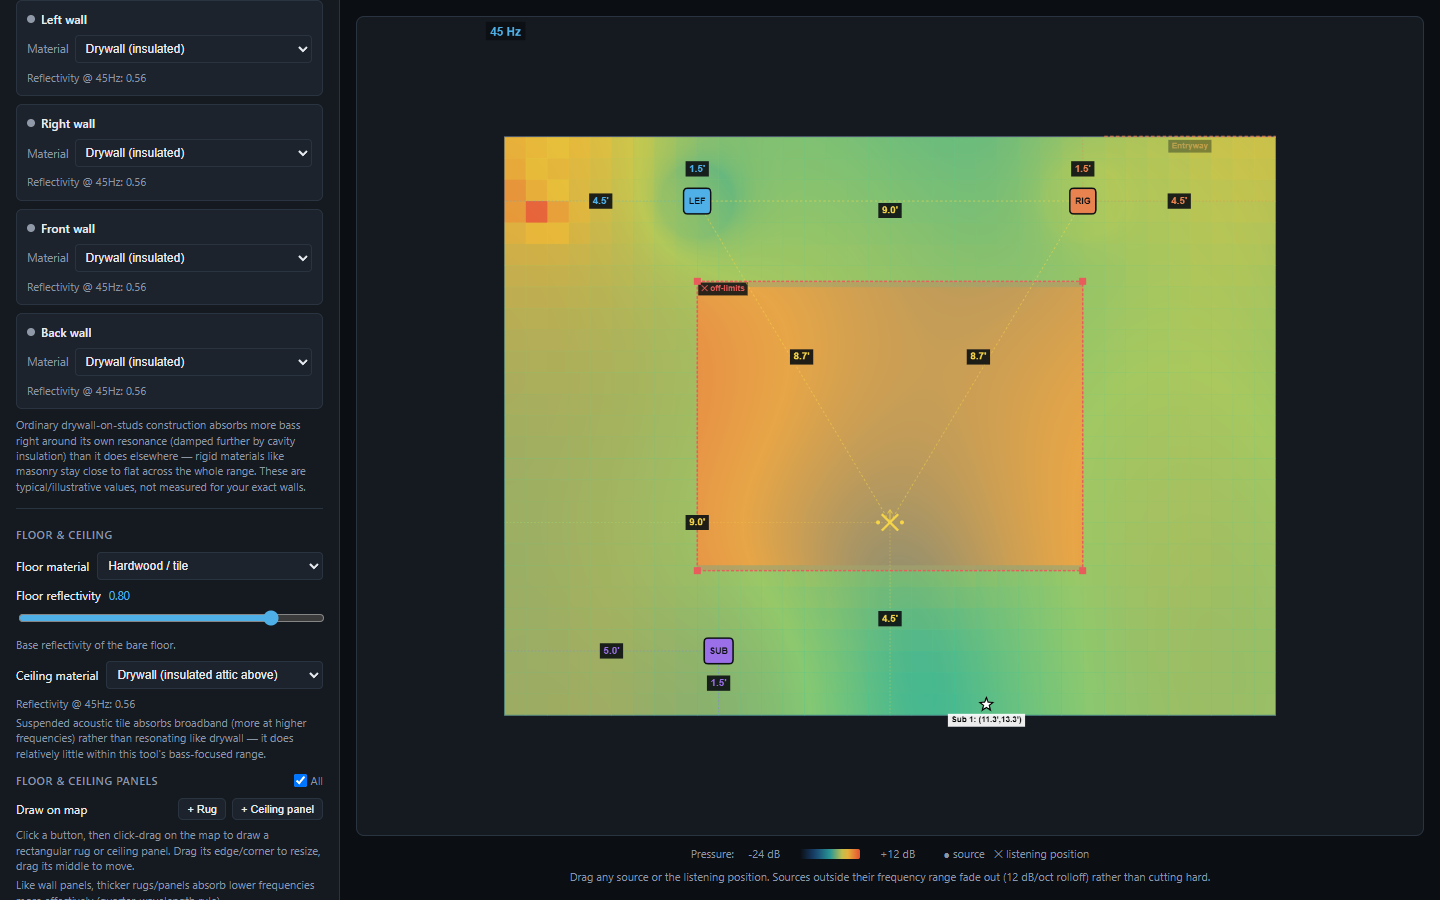 Left wall
Material Drywall (insulated)
Reflectivity @ 45Hz: 0.56
Right wall
Material Drywall (insulated)
Reflectivity @ 45Hz: 0.56
Front wall
Material Drywall (insulated)
Reflectivity @ 45Hz: 0.56
Back wall
Material Drywall (insulated)
Reflectivity @ 45Hz: 0.56
Ordinary drywall-on-studs construction absorbs more bass
right around its own resonance (damped further by cavity
insulation) than it does elsewhere — rigid materials like
masonry stay close to flat across the whole range. These are
typical/illustrative values, not measured for your exact walls.
FLOOR & CEILING
Floor material Hardwood / tile
Floor reflectivity 0.80
Base reflectivity of the bare floor.
Ceiling material Drywall (insulated attic above)
Reflectivity @ 45Hz: 0.56
Suspended acoustic tile absorbs broadband (more at higher
frequencies) rather than resonating like drywall — it does
relatively little within this tool's bass-focused range.
FLOOR & CEILING PANELS All
Draw on map + Rug + Ceiling panel
Click a button, then click-drag on the map to draw a
rectangular rug or ceiling panel. Drag its edge/corner to resize,
drag its middle to move.
Like wall panels, thicker rugs/panels absorb lower frequencies
45 Hz
Entryway
1.5' 1.5'
4.5' LEF 9.0' RIG 4.5'
off-limits
8.7' 8.7'
9.0'
4.5'
5.0' SUB
1.5'
Sub 1: (11.3',13.3')
Pressure: -24 dB +12 dB source listening position
Drag any source or the listening position. Sources outside their frequency range fade out (12 dB/oct rolloff) rather than cutting hard.